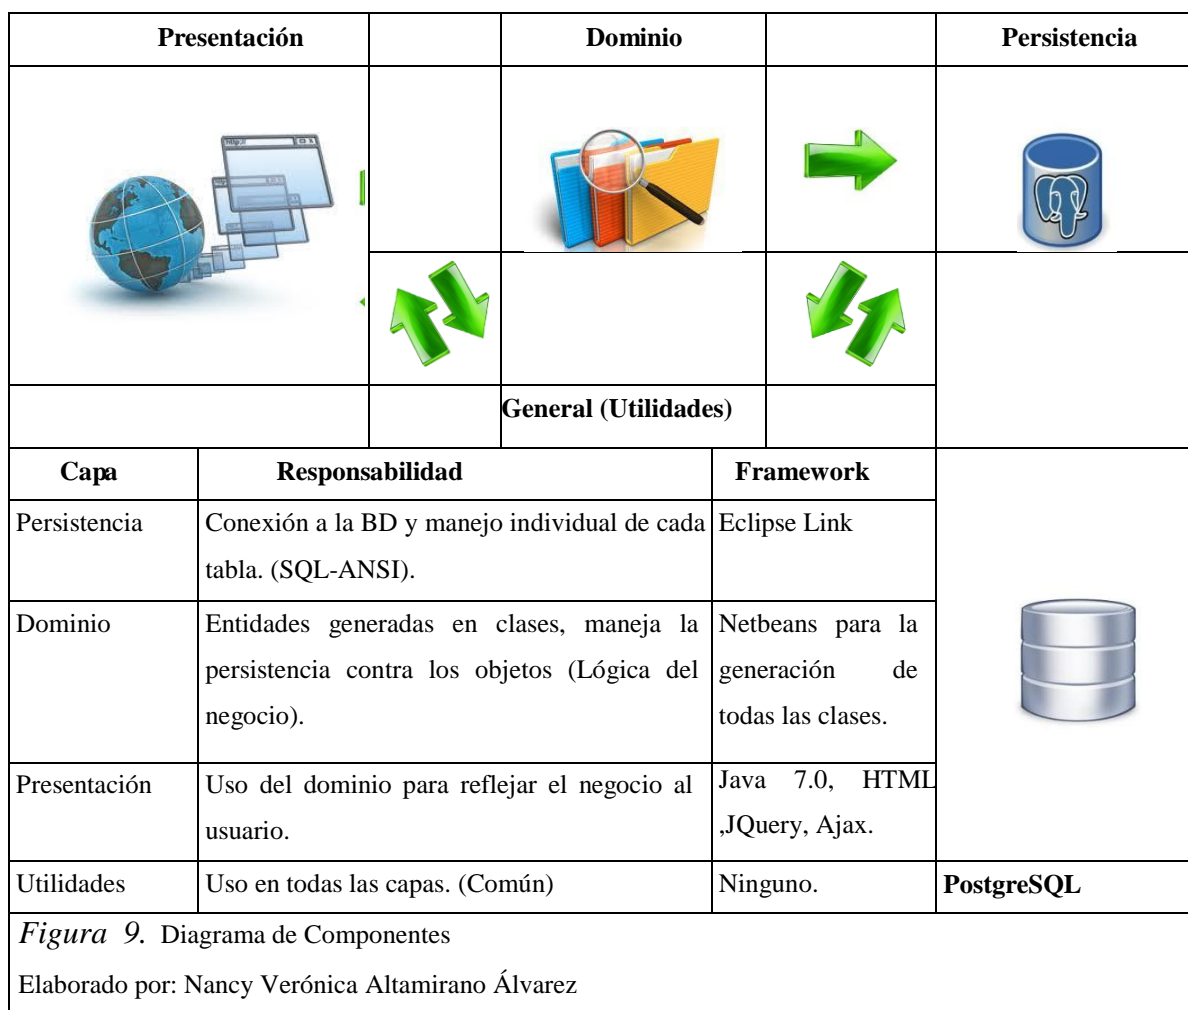 Presentación Dominio Persistencia
http://
General (Utilidades)
Capa Responsabilidad Framework
Persistencia Conexión a la BD y manejo individual de cada Eclipse Link
tabla. (SQL-ANSI).
Dominio Entidades generadas en clases, maneja la Netbeans para la
persistencia contra los objetos (Lógica del generación de
negocio). todas las clases.
Presentación Uso del dominio para reflejar el negocio al Java 7.0, HTML
usuario. ,JQuery, Ajax.
Utilidades Uso en todas las capas. (Común) Ninguno. PostgreSQL
Figura 9. Diagrama de Componentes
Elaborado por: Nancy Verónica Altamirano Álvarez